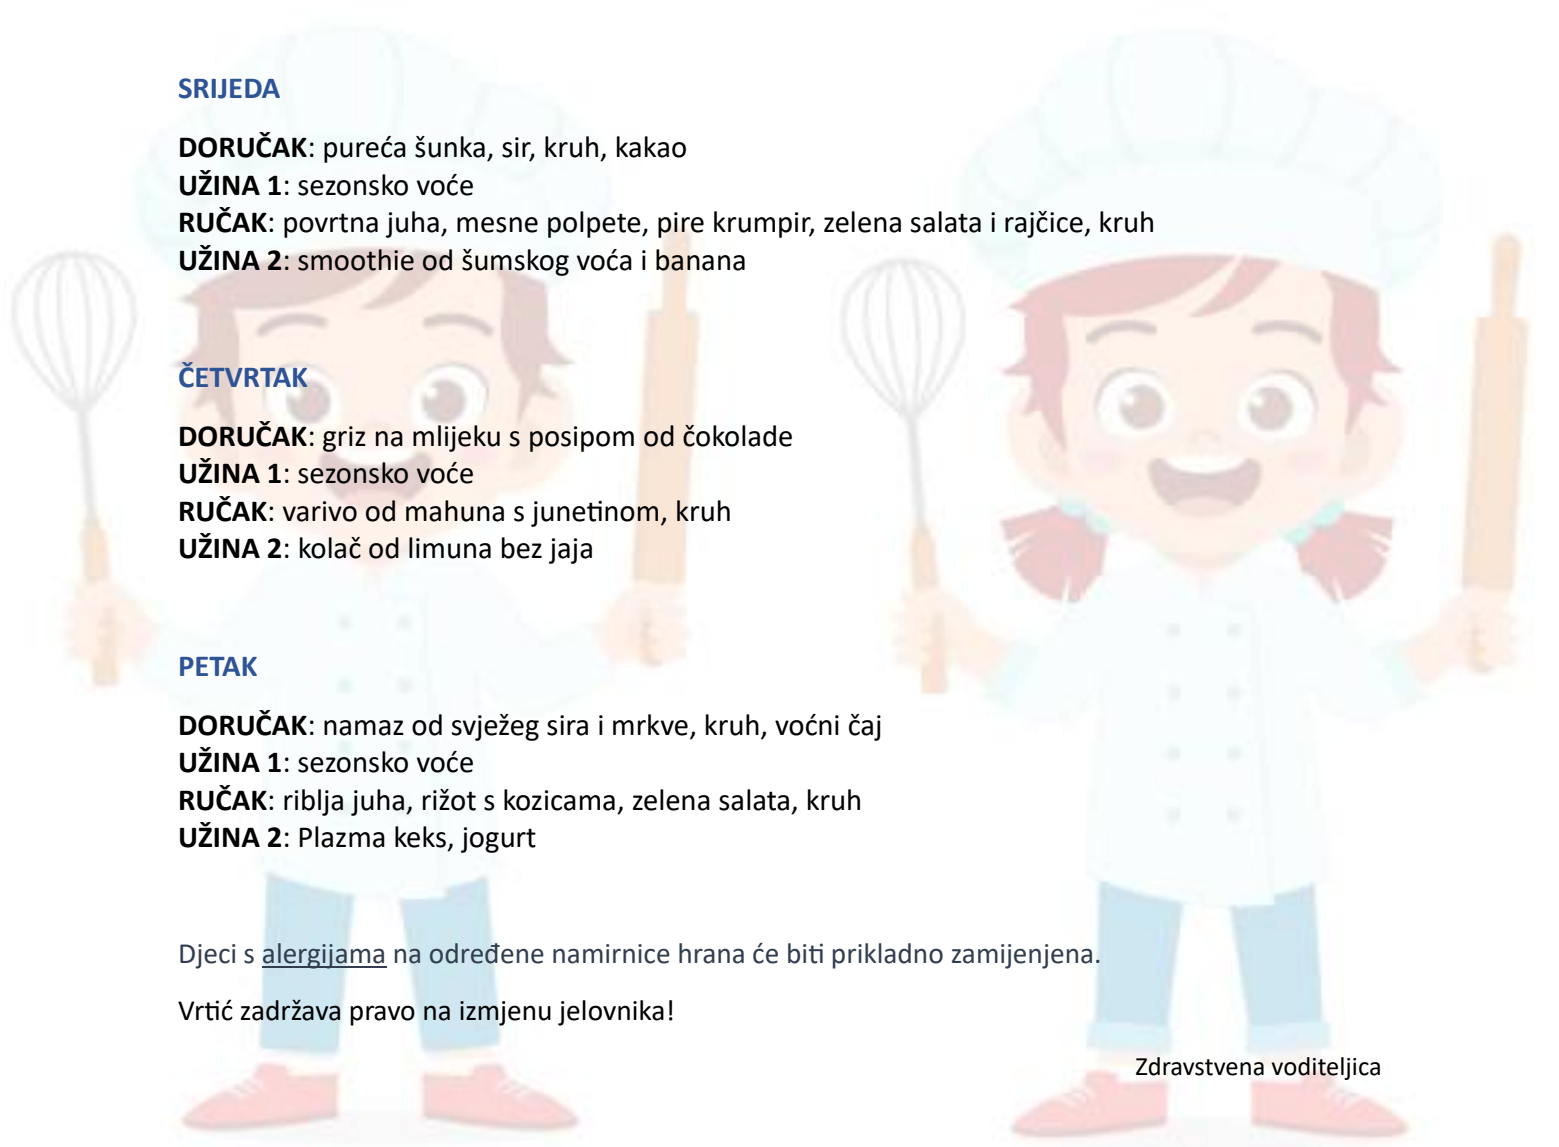 SRIJEDA
DORUČAK: pureća šunka, sir, kruh, kakao
UŽINA 1: sezonsko voće
RUČAK: povrtna juha, mesne polpete, pire krumpir, zelena salata i rajčice, kruh
UŽINA 2: smoothie od šumskog voća i banana
ČETVRTAK
DORUČAK: griz na mlijeku s posipom od čokolade
UŽINA 1: sezonsko voće
RUČAK: varivo od mahuna s junetinom, kruh
UŽINA 2: kolač od limuna bez jaja
PETAK
DORUČAK: namaz od svježeg sira i mrkve, kruh, voćni čaj
UŽINA 1: sezonsko voće
RUČAK: riblja juha, rižot s kozicama, zelena salata, kruh
UŽINA 2: Plazma keks, jogurt
Djeci s alergijama na određene namirnice hrana će biti prikladno zamijenjena.
Vrtić zadržava pravo na izmjenu jelovnika!
Zdravstvena voditeljica